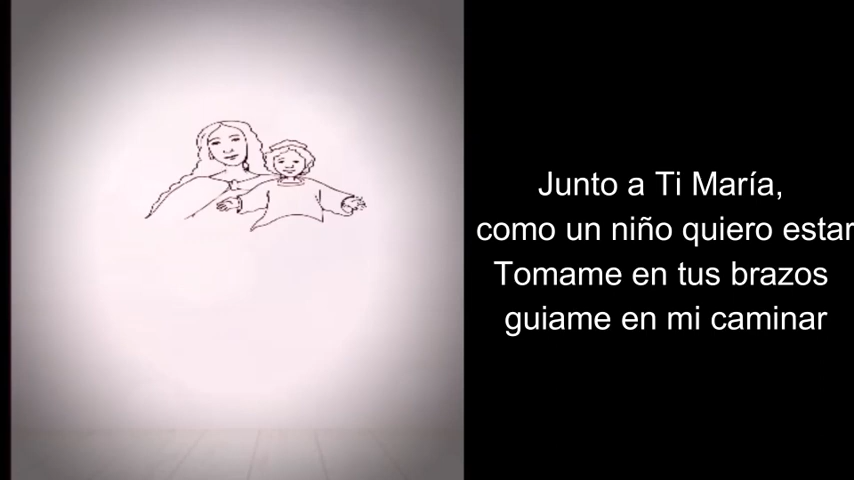 Junto a Ti María,
como un niño quiero estar
Tomame en tus brazos
guiame en mi caminar